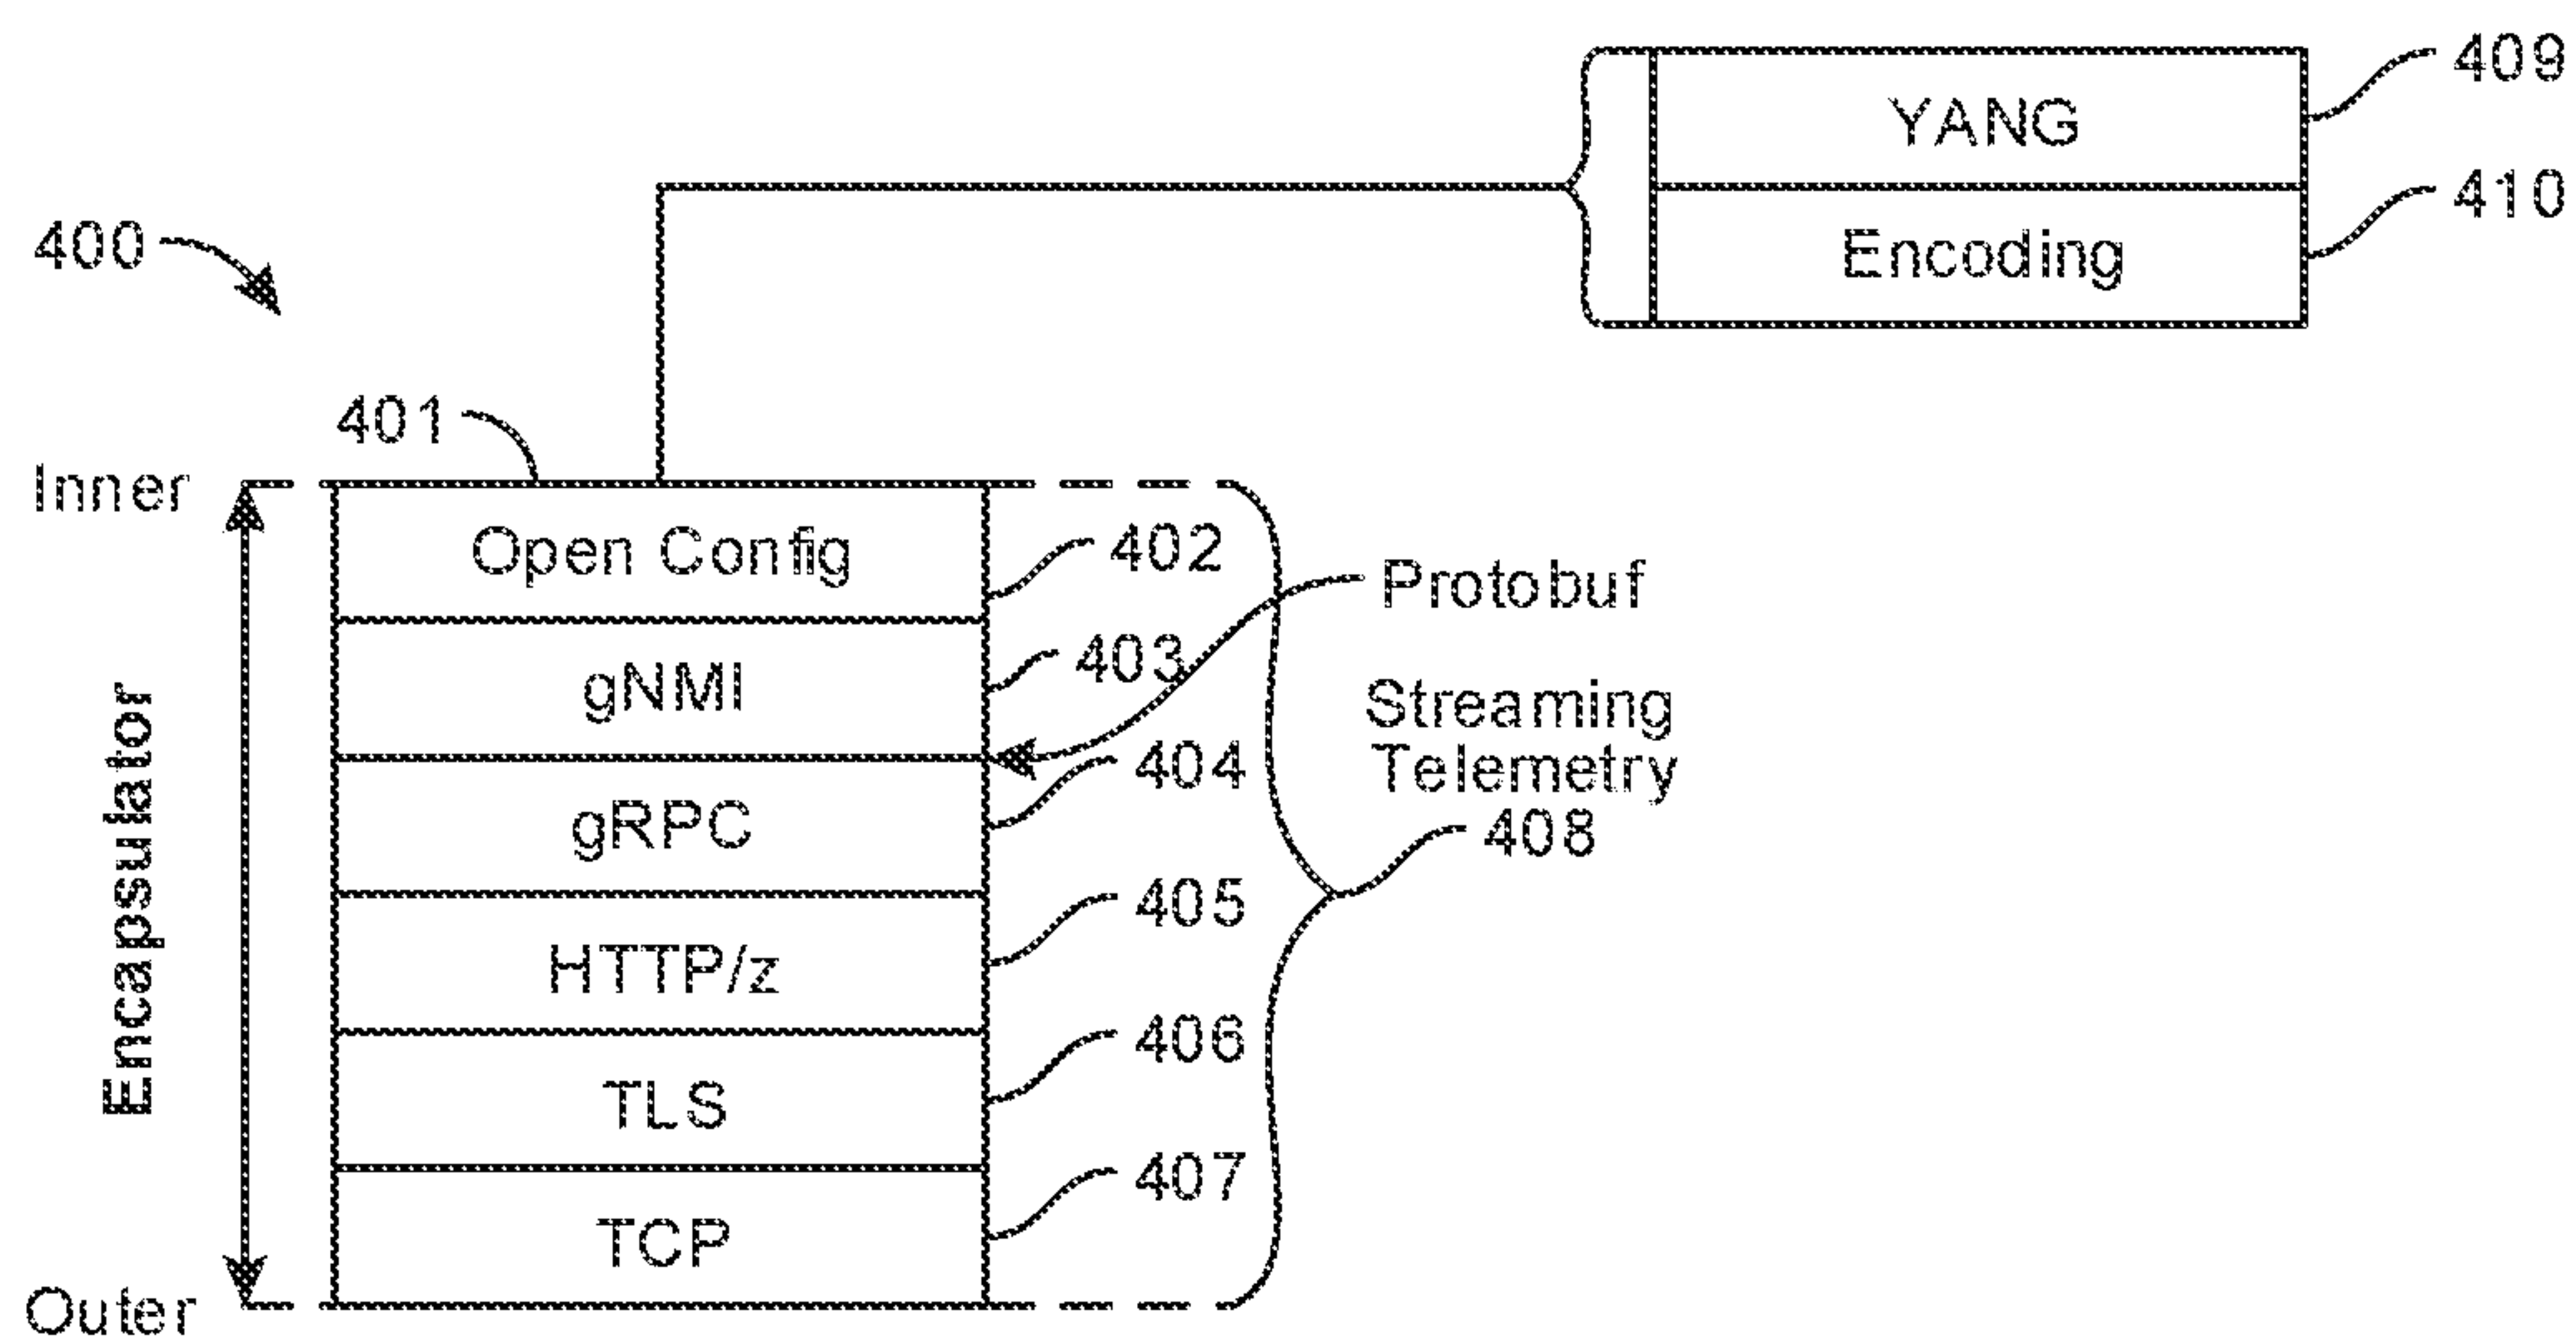 409
YANG
410
Encoding
400
401
Inner
Open Config
402
Protobuf
gNMI
403
Streaming
Telemetry
408
404
gRPC
405
HTTP/z
406
TLS
407
TCP
Encapsulator
Outer